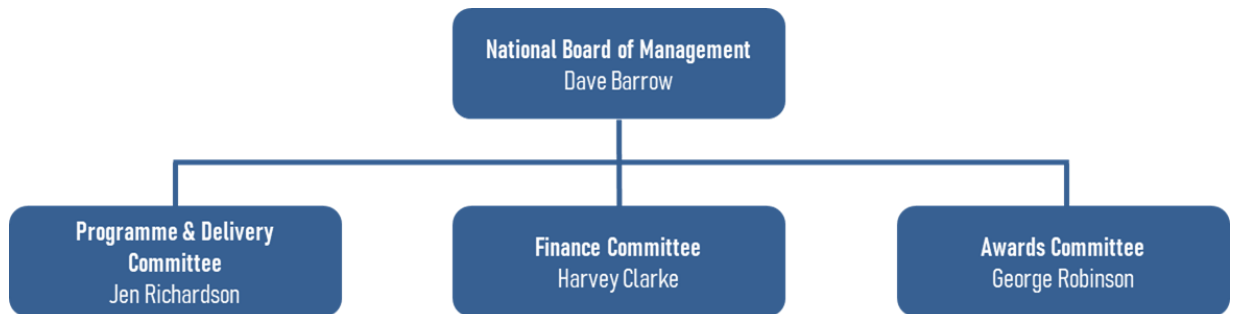 National Board of Management
Dave Barrow
Programme & Delivery
Committee
Jen Richardson
Finance Committee
Harvey Clarke
Awards Committee
George Robinson